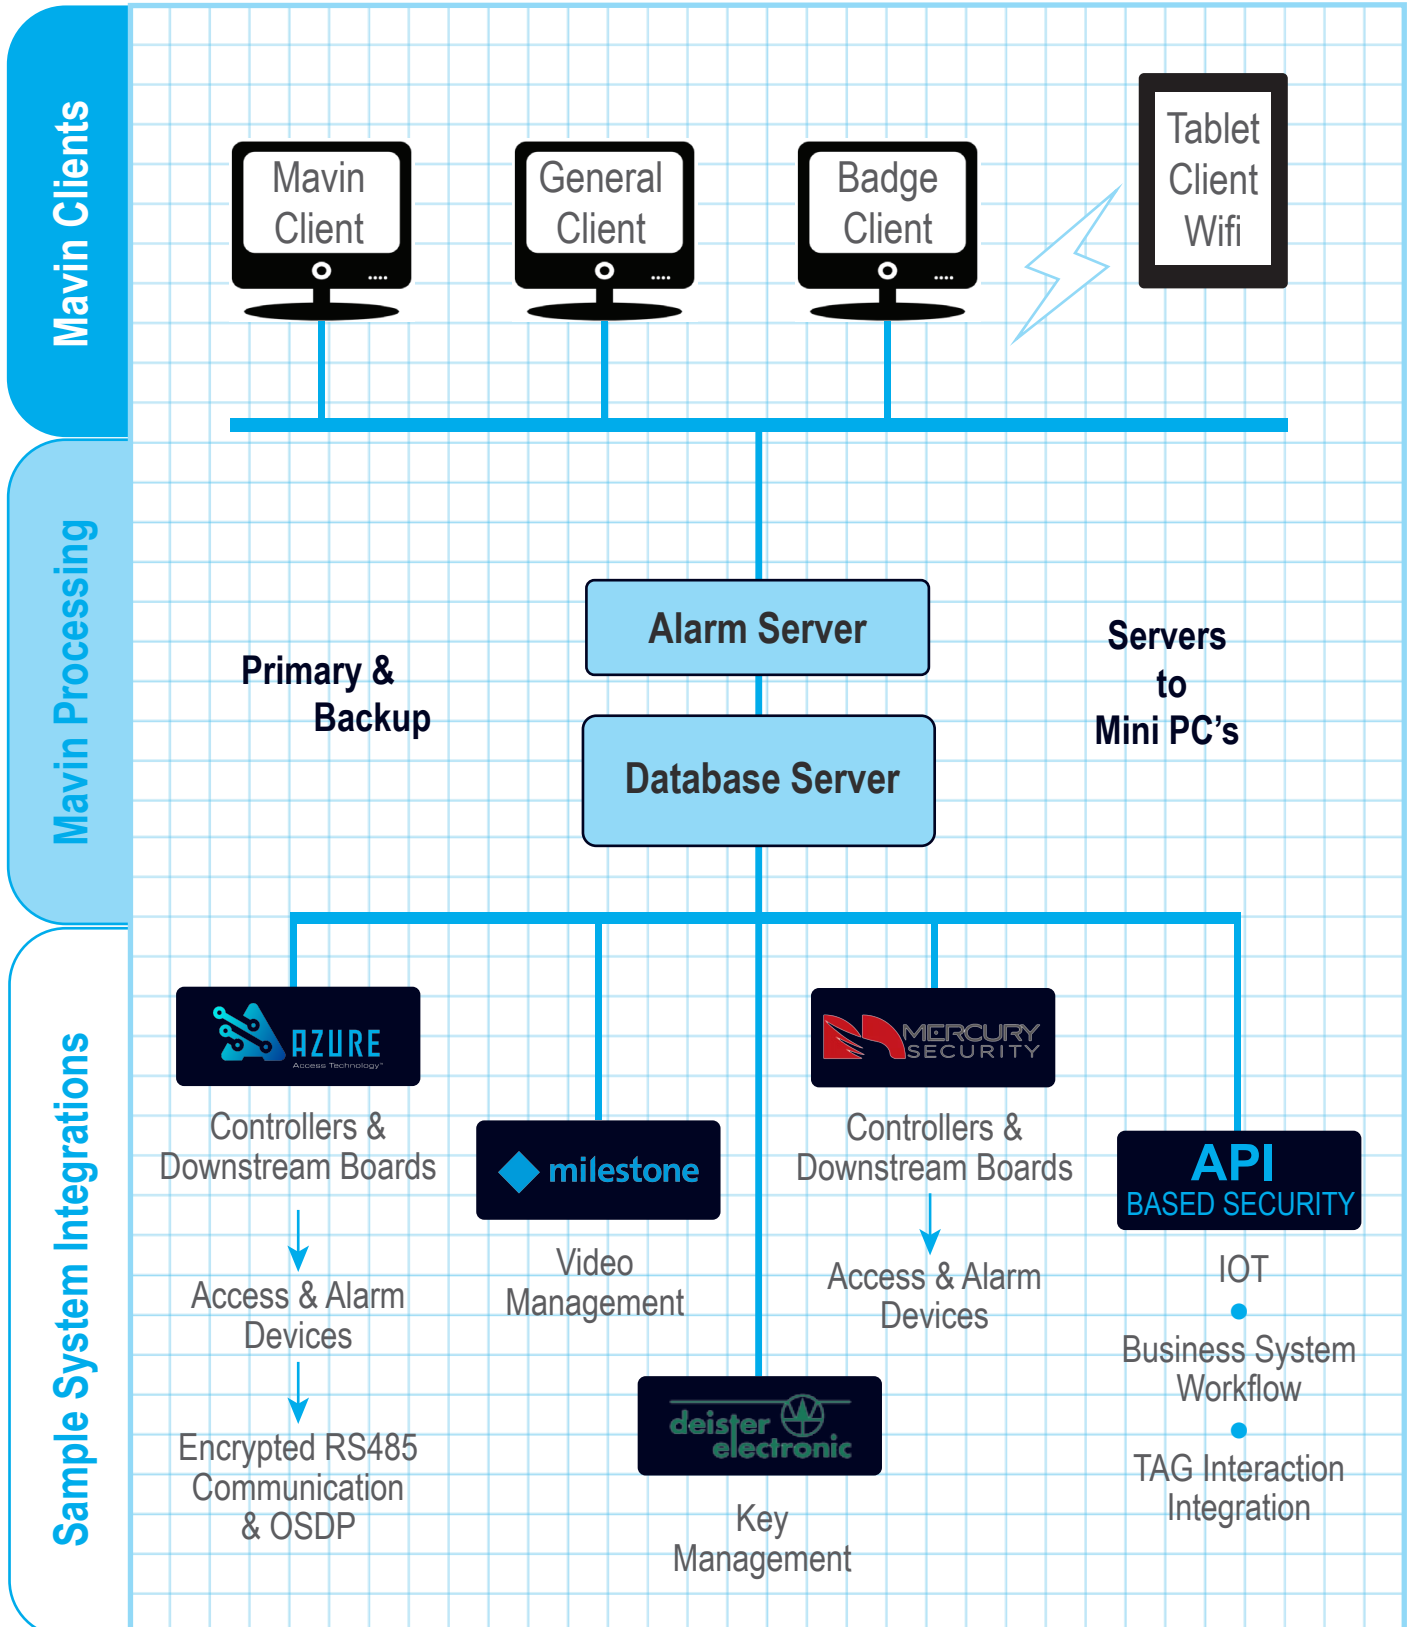 Mavin Clients
Mavin
Client
General
Client
Badge
Client
Tablet
Client
Wifi
Mavin Processing
Primary &
Backup
Alarm Server
Database Server
Servers
to
Mini PC’s
Sample System Integrations
AZURE
Access Technology™
Controllers &
Downstream Boards
Access & Alarm
Devices
Encrypted RS485
Communication
& OSDP
milestone
Video
Management
deister
electronic
Key
Management
MERCURY
SECURITY
Controllers &
Downstream Boards
Access & Alarm
Devices
API
BASED SECURITY
IOT
Business System
Workflow
TAG Interaction
Integration